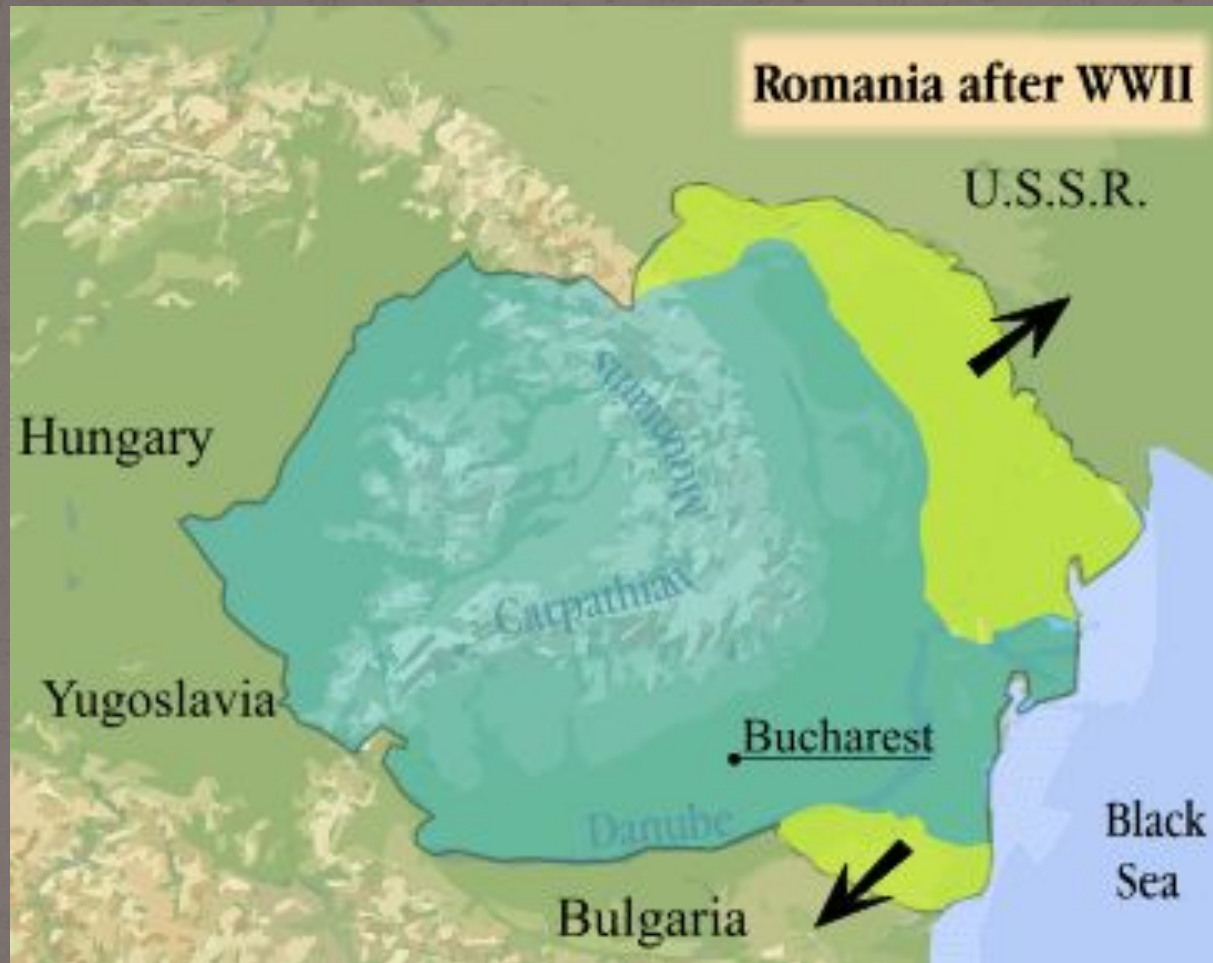 Romania after WWII
U.S.S.R.
Mountains
Hungary
Carpathian
Yugoslavia
Bucharest
Danube
Black
Sea
Bulgaria